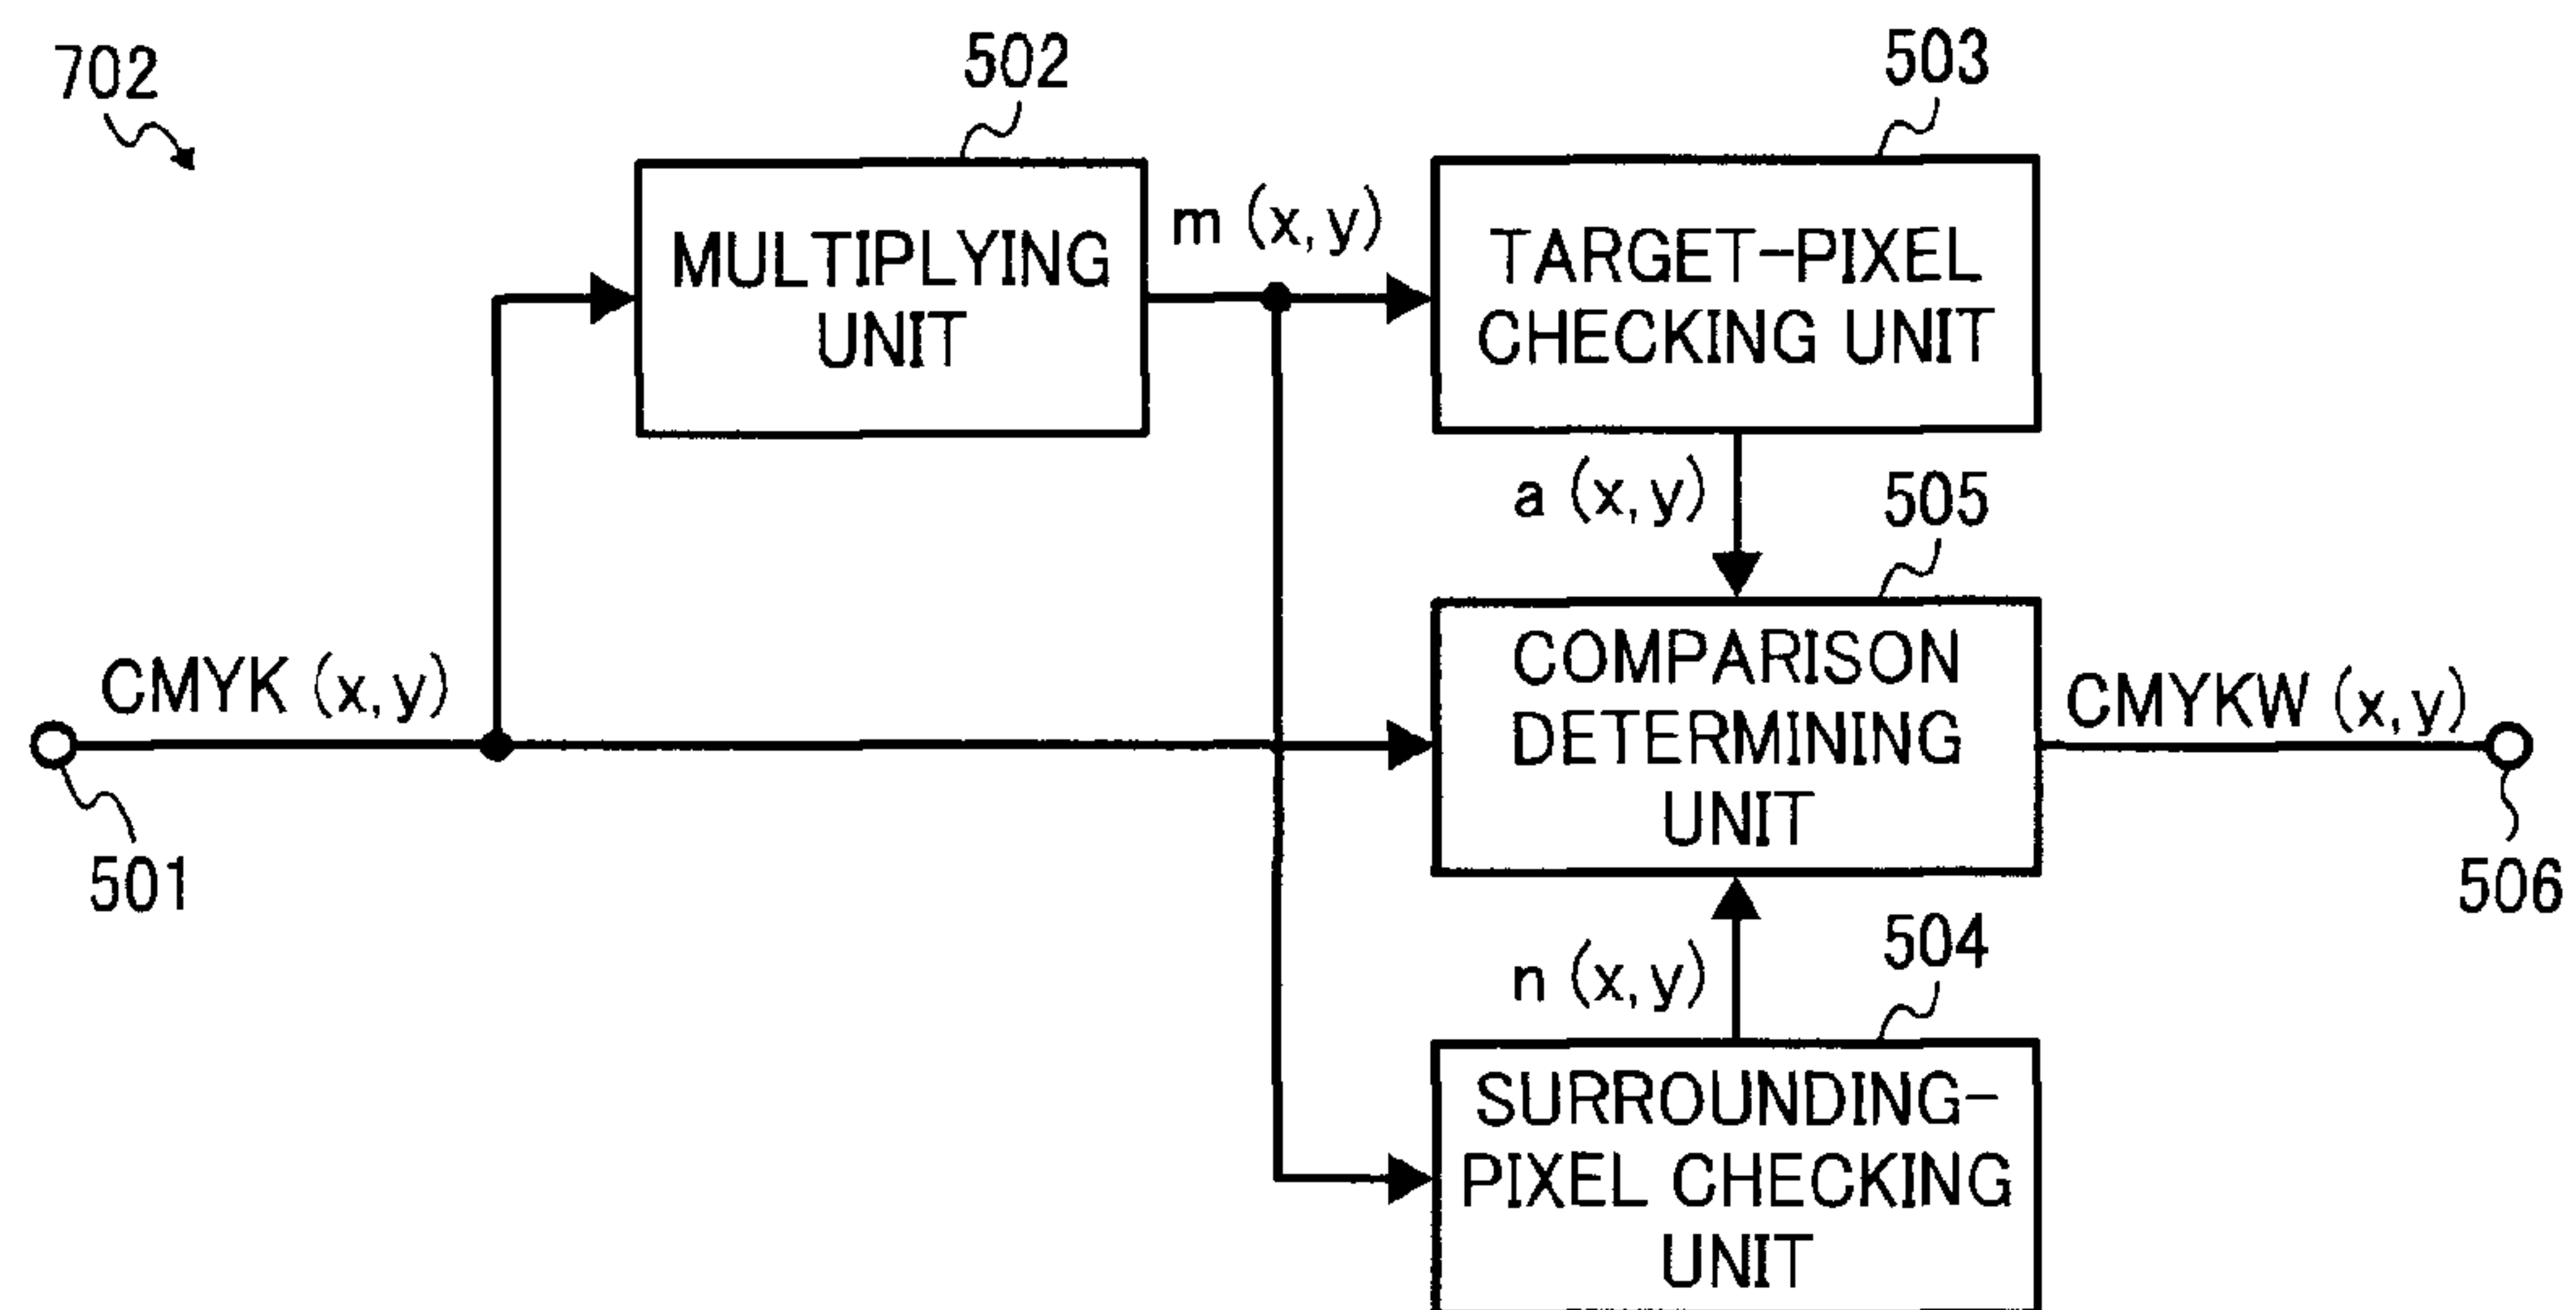 702
502
503
MULTIPLYING
UNIT
m (x, y)
TARGET-PIXEL
CHECKING UNIT
a (x, y)
505
CMYK (x, y)
COMPARISON
DETERMINING
UNIT
CMYKW (x, y)
501
506
n (x, y)
504
SURROUNDING-
PIXEL CHECKING
UNIT